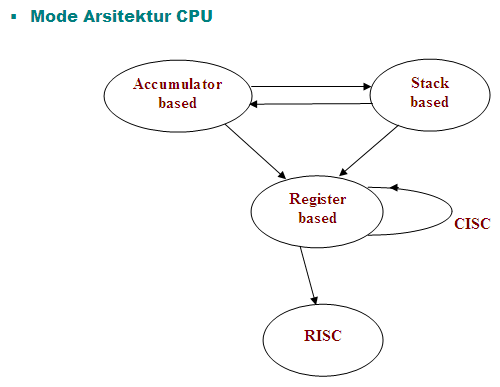 ▪ Mode Arsitektur CPU
Accumulator
based
Stack
based
Register
based
CISC
RISC